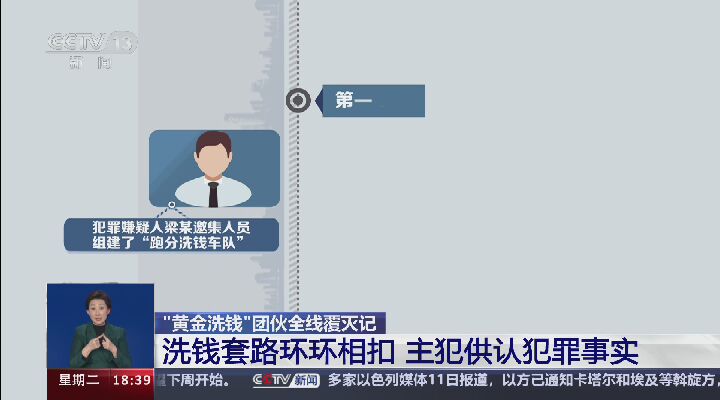 CCTV 13
新闻
第一
犯罪嫌疑人梁某邀集人员
组建了“跑分洗钱车队”
"黄金洗钱"团伙全线覆灭记
洗钱套路环环相扣 主犯供认犯罪事实
星期二 18:39 下周开始。 CCTV新闻 多家以色列媒体11日报道，以方已通知卡塔尔和埃及等斡旋方，